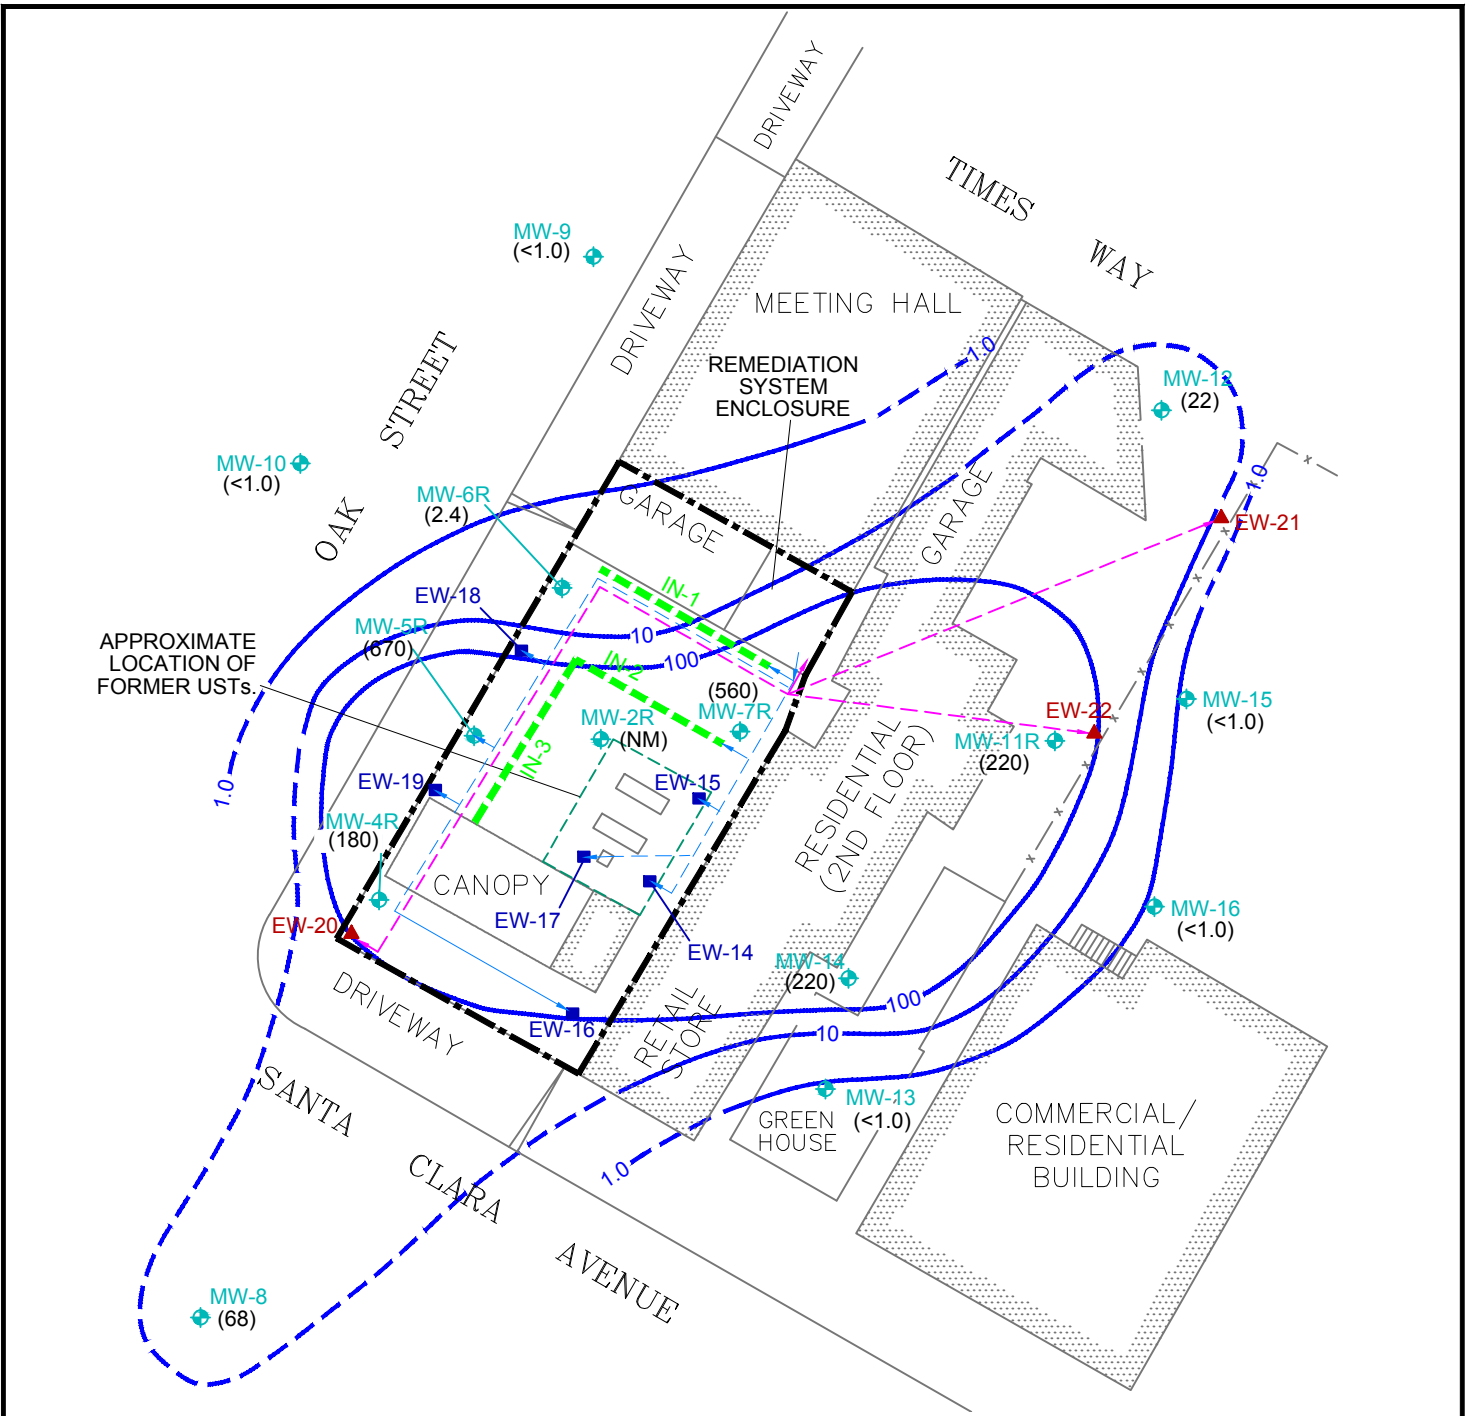 DRIVEWAY
TIMES WAY
MW-9
(<1.0)
DRIVEWAY
MEETING HALL
1.0
REMEDIATION
SYSTEM
ENCLOSURE
MW-12
(22)
OAK STREET
MW-10
(<1.0)
MW-6R
(2.4)
GARAGE
GARAGE
1.0
EW-21
IN-1
EW-18
MW-5R
(670)
10
100
IN-2
APPROXIMATE
LOCATION OF
FORMER USTs.
(560)
MW-7R
MW-2R
(NM)
EW-22
MW-11R
(220)
MW-15
(<1.0)
IN-3
EW-19
EW-15
1.0
MW-4R
(180)
RESIDENTIAL
(2ND FLOOR)
CANOPY
EW-17
EW-20
EW-14
MW-16
(<1.0)
MW-14
(220)
DRIVEWAY
EW-16
RETAIL
STORE
100
10
MW-13
(<1.0)
GREEN
HOUSE
1.0
COMMERCIAL/
RESIDENTIAL
BUILDING
SANTA CLARA AVENUE
MW-8
(68)